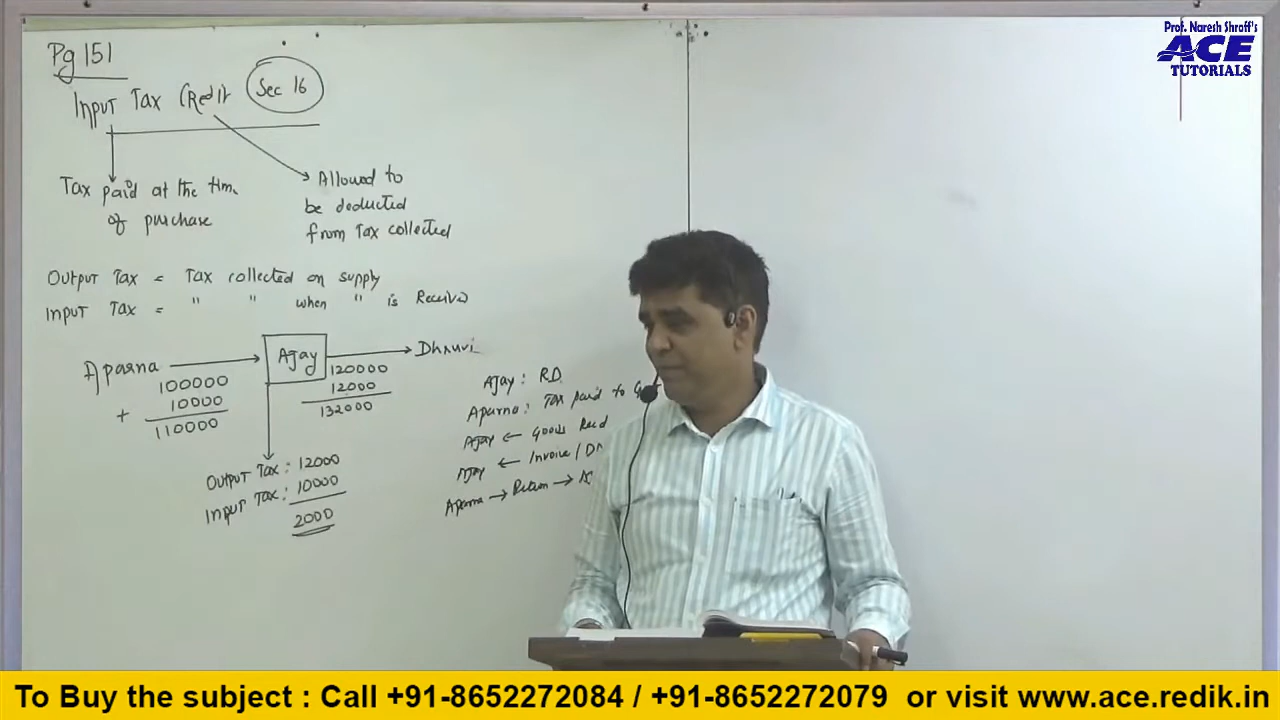 Pg 151
Input Tax Credit Sec 16
Tax paid at the time
of purchase
Allowed to
be deducted
from Tax collected
Output Tax = Tax collected on supply
Input Tax = " " when " is Received
Aparna
100000
+ 10000
110000
Ajay
Dhruvi
120000
12000
132000
Output Tax : 12000
Input Tax : 10000
2000
Ajay : R.D.
Aparna : Tax paid to G
Ajay ← Goods Recd
Ajay ← Invoice / DN
Aparna → Return →
Prof. Naresh Shroff's
ACE
TUTORIALS
To Buy the subject : Call +91-8652272084 / +91-8652272079 or visit www.ace.redik.in